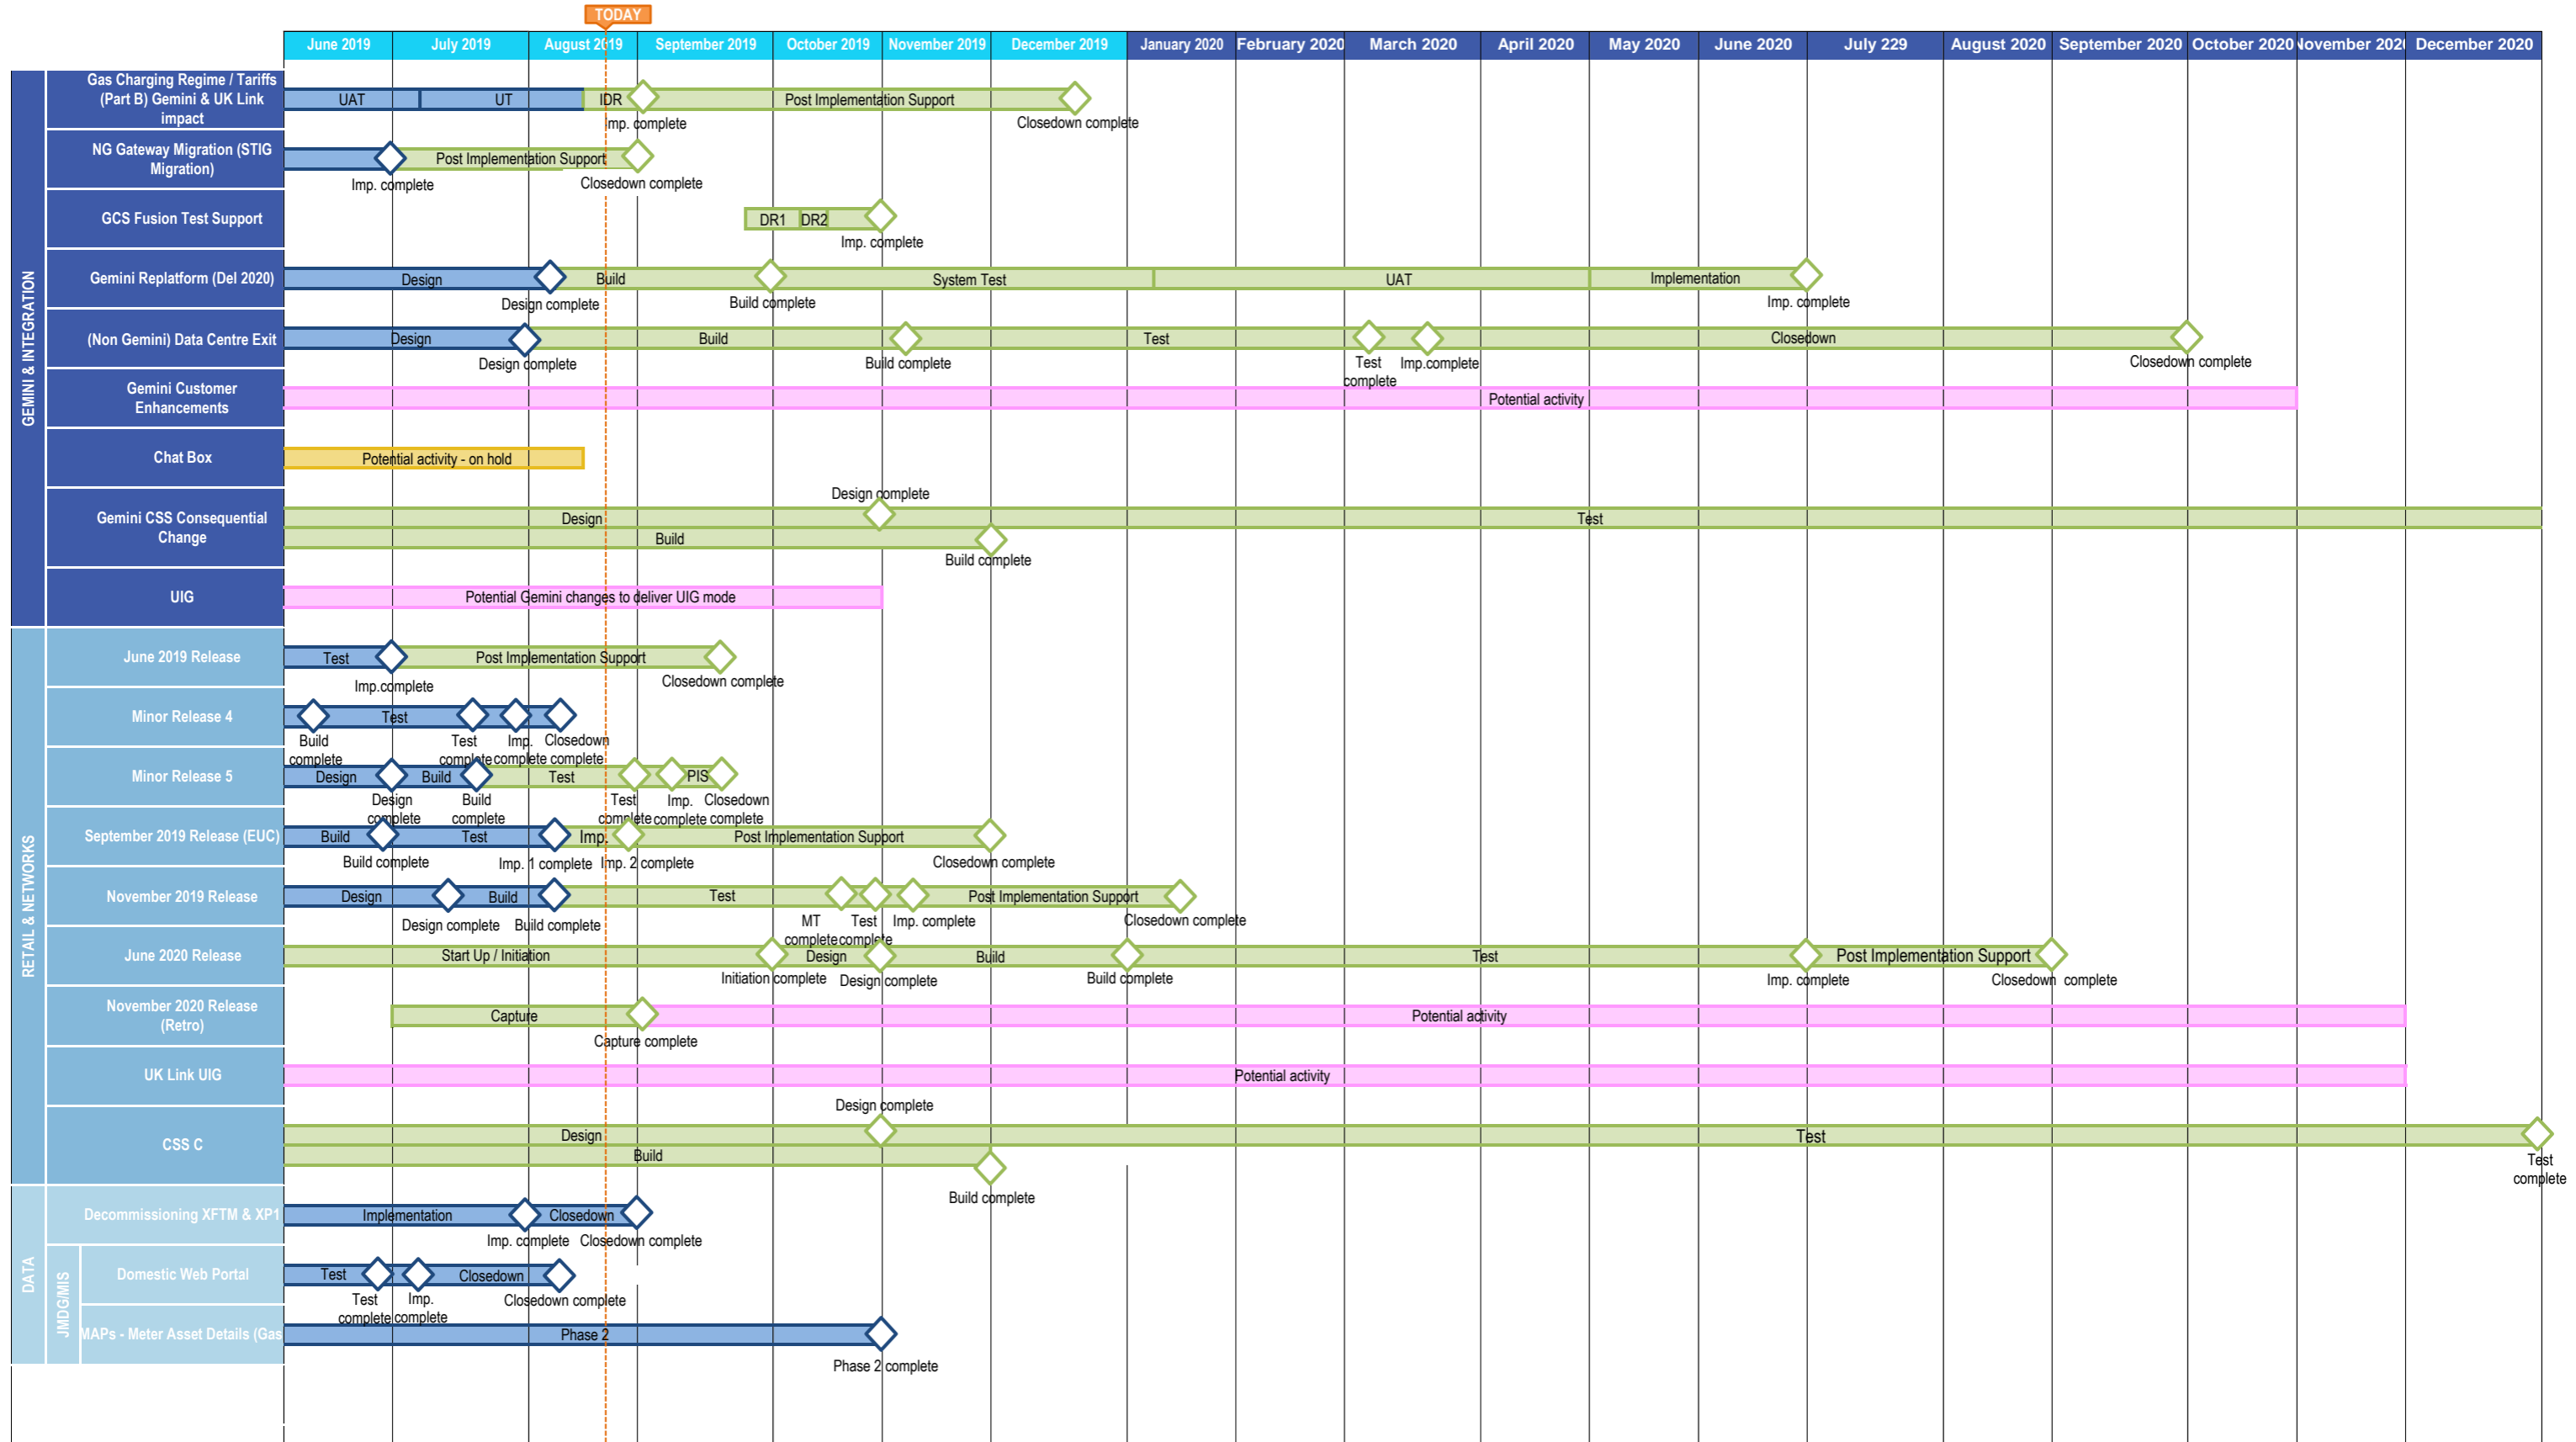 TODAY
June 2019
July 2019
August 2019
September 2019
October 2019
November 2019
December 2019
January 2020
February 2020
March 2020
April 2020
May 2020
June 2020
July 229
August 2020
September 2020
October 2020
November 202
December 2020
GEMINI & INTEGRATION
Gas Charging Regime / Tariffs
(Part B) Gemini & UK Link
impact
UAT
UT
IDR
Post Implementation Support
Imp. complete
Closedown complete
NG Gateway Migration (STIG
Migration)
Post Implementation Support
Imp. complete
Closedown complete
GCS Fusion Test Support
DR1
DR2
Imp. complete
Gemini Replatform (Del 2020)
Design
Build
System Test
UAT
Implementation
Design complete
Build complete
Imp. complete
(Non Gemini) Data Centre Exit
Design
Build
Test
Closedown
Design complete
Build complete
Test
complete
Imp.complete
Closedown complete
Gemini Customer
Enhancements
Potential activity
Chat Box
Potential activity - on hold
Gemini CSS Consequential
Change
Design complete
Design
Test
Build
Build complete
UIG
Potential Gemini changes to deliver UIG mode
RETAIL & NETWORKS
June 2019 Release
Test
Post Implementation Support
Imp.complete
Closedown complete
Minor Release 4
Test
Build
complete
Test
complete
Imp.
complete
Closedown
complete
Minor Release 5
Design
Build
Test
PIS
Design
complete
Build
complete
Test
complete
Imp.
complete
Closedown
complete
September 2019 Release (EUC)
Build
Test
Imp.
Post Implementation Support
Build complete
Imp. 1 complete
Imp. 2 complete
Closedown complete
November 2019 Release
Design
Build
Test
Post Implementation Support
Design complete
Build complete
MT
complete
Test
complete
Imp. complete
Closedown complete
June 2020 Release
Start Up / Initiation
Design
Build
Test
Post Implementation Support
Initiation complete
Design complete
Build complete
Imp. complete
Closedown complete
November 2020 Release
(Retro)
Capture
Potential activity
Capture complete
UK Link UIG
Potential activity
CSS C
Design complete
Design
Test
Build
Build complete
Test
complete
DATA
Decommissioning XFTM & XP1
Implementation
Closedown
Imp. complete
Closedown complete
JMDG/MIS
Domestic Web Portal
Test
Closedown
Test
complete
Imp.
complete
Closedown complete
MAPs - Meter Asset Details (Gas
Phase 2
Phase 2 complete